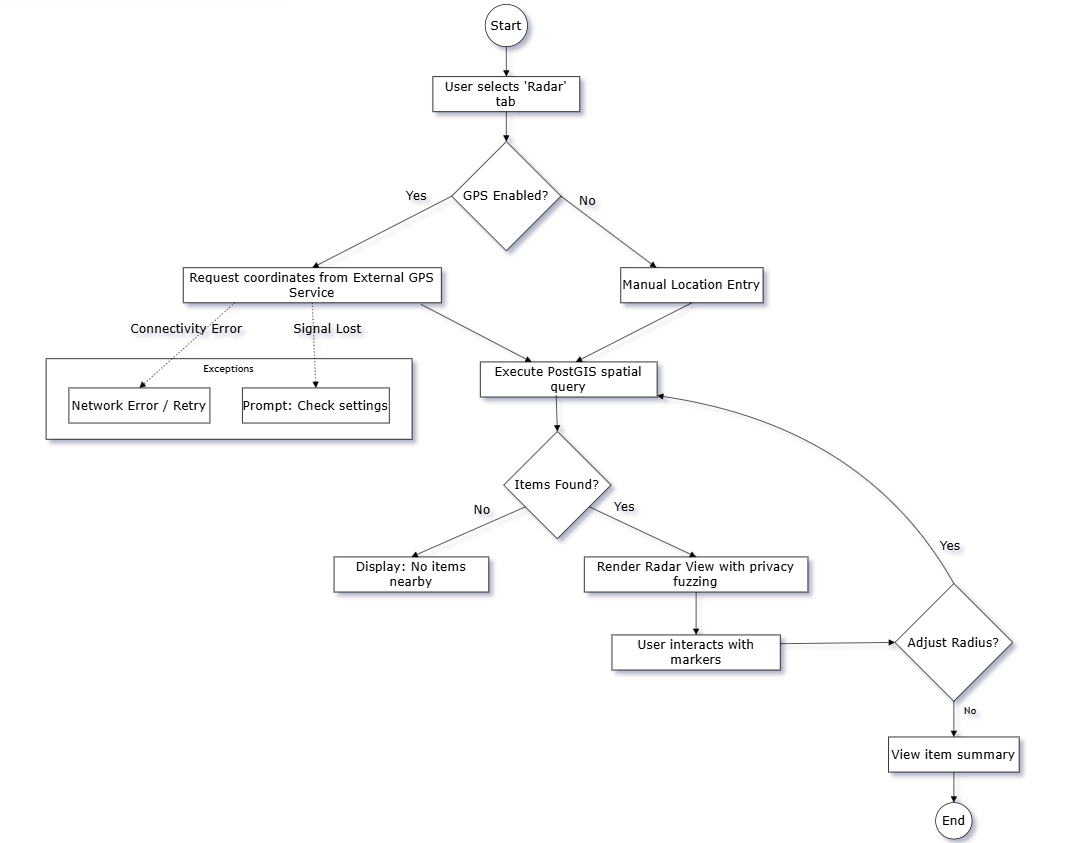 Start
User selects 'Radar'
tab
GPS Enabled?
Yes
No
Request coordinates from External GPS
Service
Manual Location Entry
Connectivity Error
Signal Lost
Exceptions
Network Error / Retry
Prompt: Check settings
Execute PostGIS spatial
query
Items Found?
No
Yes
Display: No items
nearby
Render Radar View with privacy
fuzzing
User interacts with
markers
Yes
Adjust Radius?
No
View item summary
End